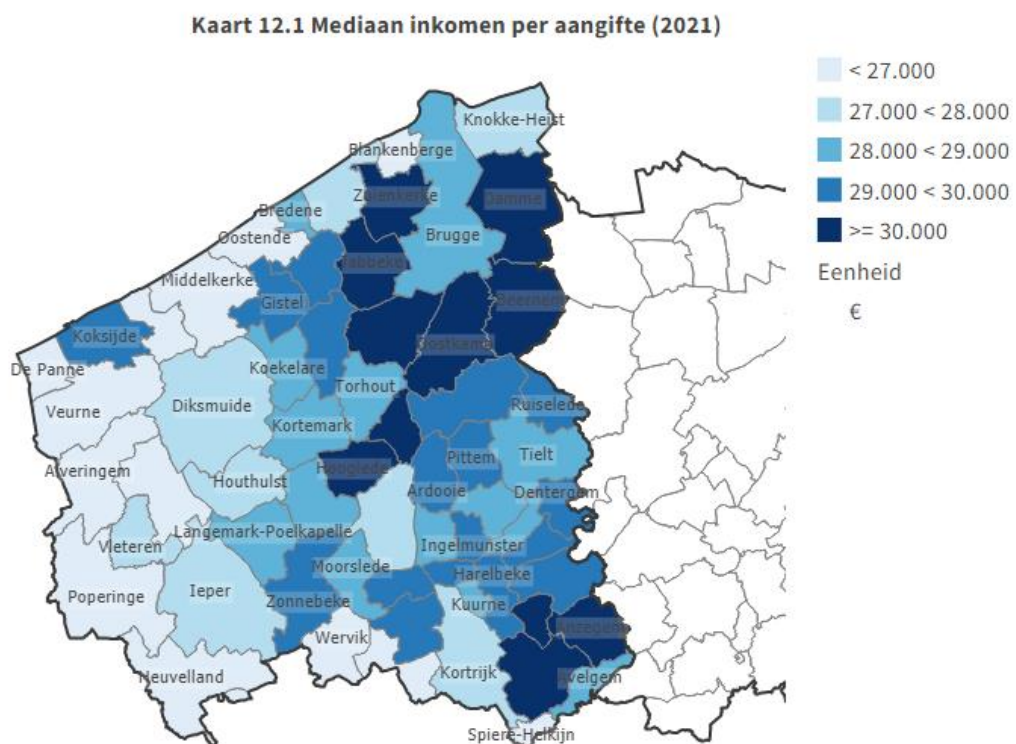 Kaart 12.1 Mediaan inkomen per aangifte (2021)
< 27.000
27.000 < 28.000
28.000 < 29.000
29.000 < 30.000
>= 30.000
Eenheid
€
Knokke-Heist
Blankenberge
Zuienkerke
Damme
Bredene
Brugge
Oostende
Jabbeke
Middelkerke
Gistel
Beernem
Koksijde
Oostkamp
De Panne
Koekelare
Torhout
Veurne
Diksmuide
Ruiselede
Kortemark
Tielt
Pittem
Alveringem
Hooglede
Houthulst
Ardooie
Dentergem
Langemark-Poelkapelle
Vleteren
Ingelmunster
Moorslede
Harelbeke
Ieper
Poperinge
Zonnebeke
Kuurne
Anzegem
Wervik
Heuvelland
Kortrijk
Avelgem
Spiere-Helkijn